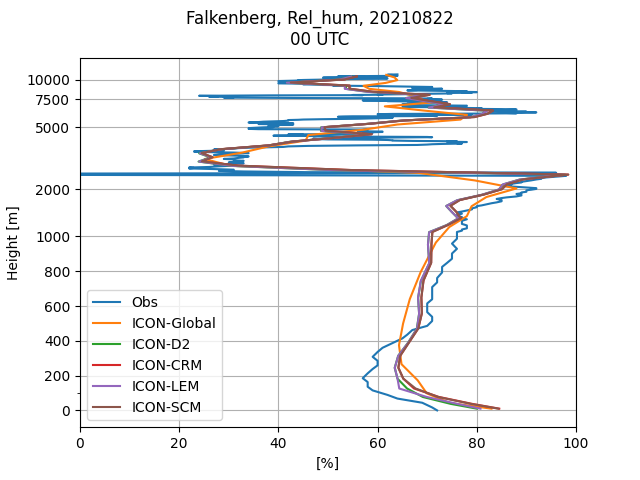 Falkenberg, Rel_hum, 20210822
00 UTC
10000
7500
5000
2000
1000
800
600
400
200
0
Height [m]
Obs
ICON-Global
ICON-D2
ICON-CRM
ICON-LEM
ICON-SCM
0 20 40 60 80 100
[%]